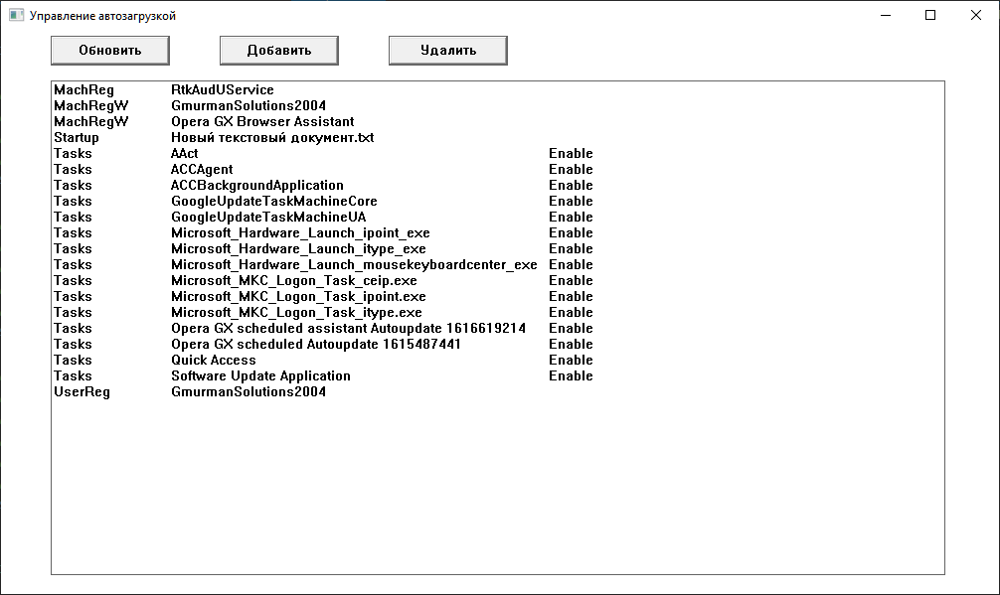 Управление автозагрузкой
Обновить Добавить Удалить
MachReg RtkAudUService
MachRegW GmurmanSolutions2004
MachRegW Opera GX Browser Assistant
Startup Новый текстовый документ.txt
Tasks AAct Enable
Tasks ACCAgent Enable
Tasks ACCBackgroundApplication Enable
Tasks GoogleUpdateTaskMachineCore Enable
Tasks GoogleUpdateTaskMachineUA Enable
Tasks Microsoft_Hardware_Launch_ipoint_exe Enable
Tasks Microsoft_Hardware_Launch_itype_exe Enable
Tasks Microsoft_Hardware_Launch_mousekeyboardcenter_exe Enable
Tasks Microsoft_MKC_Logon_Task_ceip.exe Enable
Tasks Microsoft_MKC_Logon_Task_ipoint.exe Enable
Tasks Microsoft_MKC_Logon_Task_itype.exe Enable
Tasks Opera GX scheduled assistant Autoupdate 1616619214 Enable
Tasks Opera GX scheduled Autoupdate 1615487441 Enable
Tasks Quick Access Enable
Tasks Software Update Application Enable
UserReg GmurmanSolutions2004